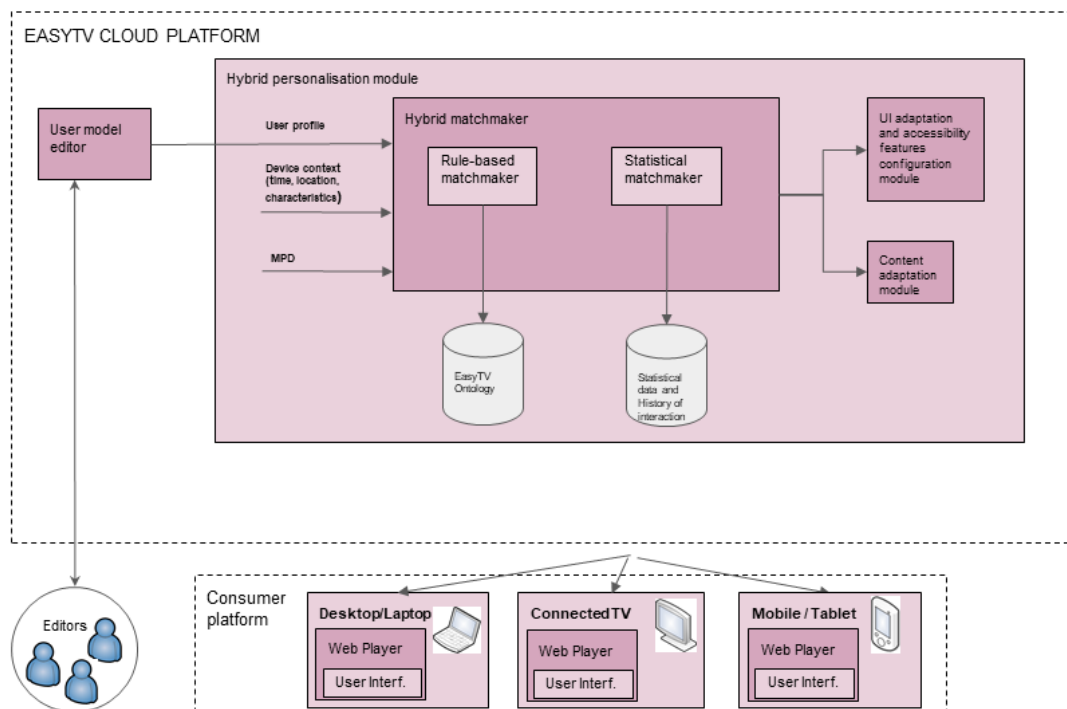 EASYTV CLOUD PLATFORM
Hybrid personalisation module
User model
editor
User profile
Device context
(time, location,
characteristics)
MPD
Hybrid matchmaker
Rule-based
matchmaker
Statistical
matchmaker
UI adaptation
and accessibility
features
configuration
module
Content
adaptation
module
EasyTV
Ontology
Statistical
data and
History of
interaction
Editors
Consumer
platform
Desktop/Laptop
Web Player
User Interf.
ConnectedTV
Web Player
User Interf.
Mobile / Tablet
Web Player
User Interf.